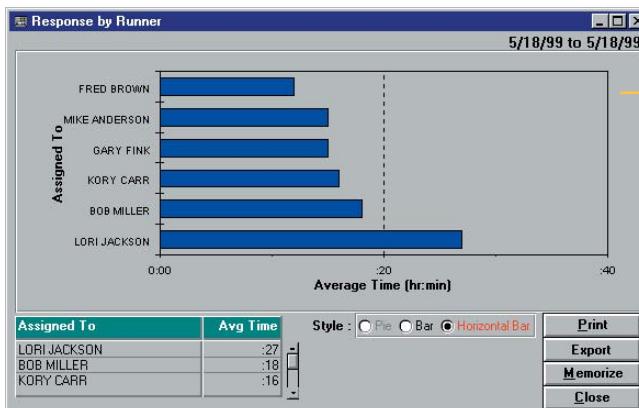 Response by Runner
5/18/99 to 5/18/99
Assigned To
FRED BROWN
MIKE ANDERSON
GARY FINK
KORY CARR
BOB MILLER
LORI JACKSON
0:00 :20 :40
Average Time (hr:min)
Assigned To Avg Time
LORI JACKSON :27
BOB MILLER :18
KORY CARR :16
Style : Pie Bar Horizontal Bar
Print
Export
Memorize
Close